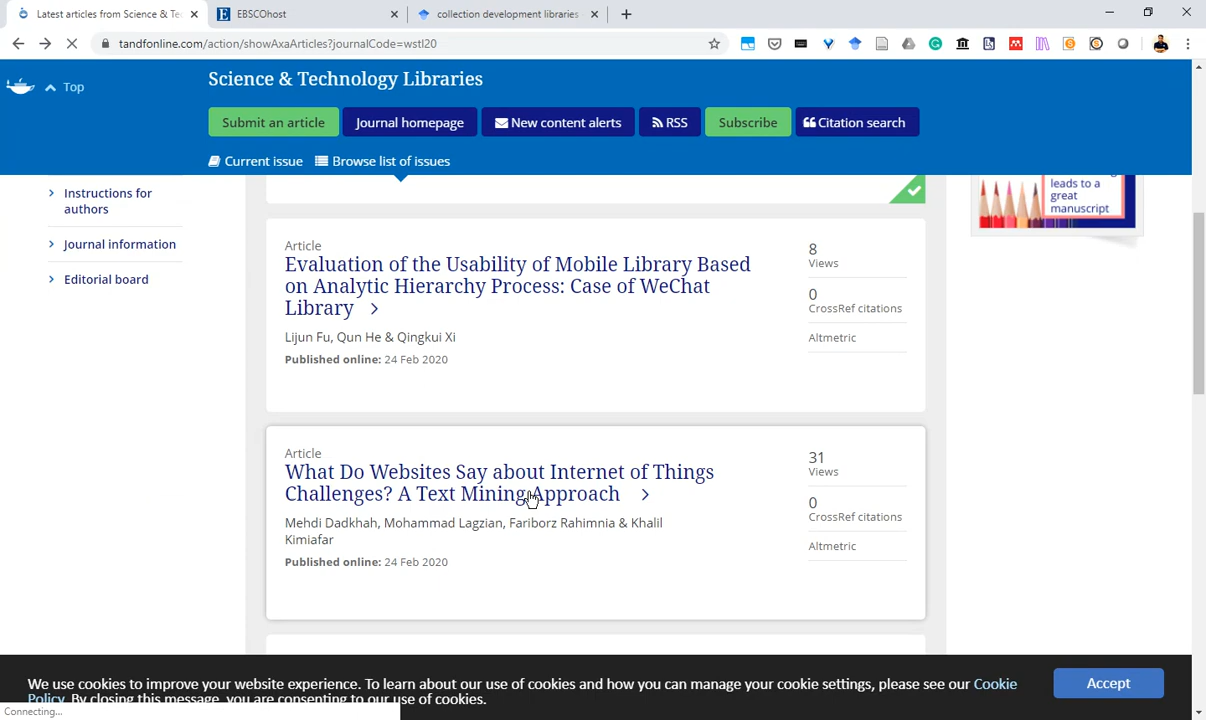 Latest articles from Science & Te
EBSCOhost
collection development libraries
tandfonline.com/action/showAxaArticles?journalCode=wstl20
Top
Science & Technology Libraries
Submit an article
Journal homepage
New content alerts
RSS
Subscribe
Citation search
Current issue
Browse list of issues
Instructions for
authors
Journal information
Editorial board
leads to a
great
manuscript
Article
Evaluation of the Usability of Mobile Library Based
on Analytic Hierarchy Process: Case of WeChat
Library
Lijun Fu, Qun He & Qingkui Xi
Published online: 24 Feb 2020
8
Views
0
CrossRef citations
Altmetric
Article
What Do Websites Say about Internet of Things
Challenges? A Text Mining Approach
Mehdi Dadkhah, Mohammad Lagzian, Fariborz Rahimnia & Khalil
Kimiafar
Published online: 24 Feb 2020
31
Views
0
CrossRef citations
Altmetric
We use cookies to improve your website experience. To learn about our use of cookies and how you can manage your cookie settings, please see our Cookie
Policy. By closing this message, you are consenting to our use of cookies.
Accept
Connecting...